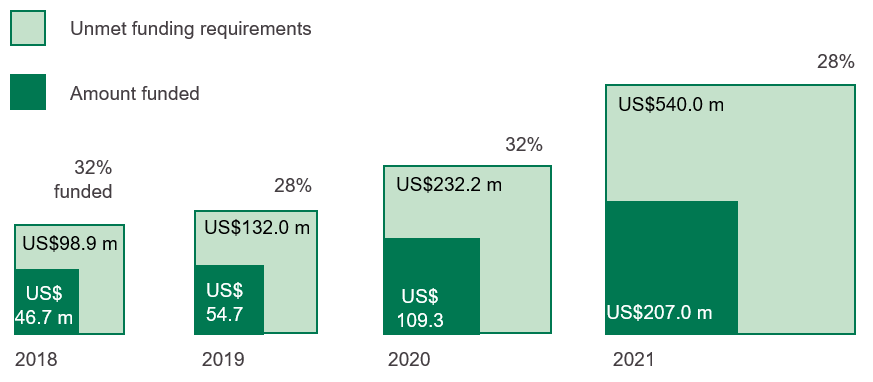 Unmet funding requirements
Amount funded
32%
funded
US$98.9 m
US$
46.7 m
2018
28%
US$132.0 m
US$
54.7
2019
32%
US$232.2 m
US$
109.3
2020
28%
US$540.0 m
US$207.0 m
2021